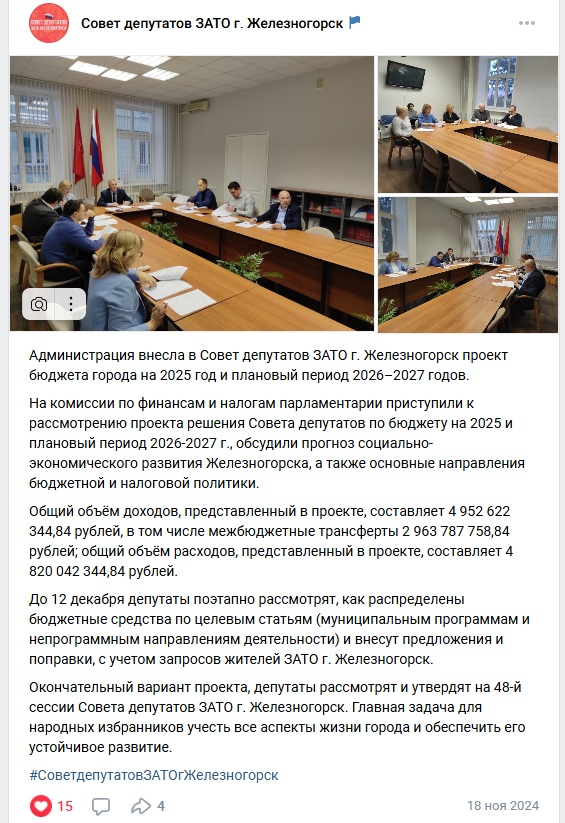 СОВЕТ ДЕПУТАТОВ
Совет депутатов ЗАТО г. Железногорск
Администрация внесла в Совет депутатов ЗАТО г. Железногорск проект
бюджета города на 2025 год и плановый период 2026–2027 годов.
На комиссии по финансам и налогам парламентарии приступили к
рассмотрению проекта решения Совета депутатов по бюджету на 2025 и
плановый период 2026-2027 г., обсудили прогноз социально-
экономического развития Железногорска, а также основные направления
бюджетной и налоговой политики.
Общий объём доходов, представленный в проекте, составляет 4 952 622
344,84 рублей, в том числе межбюджетные трансферты 2 963 787 758,84
рублей; общий объём расходов, представленный в проекте, составляет 4
820 042 344,84 рублей.
До 12 декабря депутаты поэтапно рассмотрят, как распределены
бюджетные средства по целевым статьям (муниципальным программам и
непрограммным направлениям деятельности) и внесут предложения и
поправки, с учетом запросов жителей ЗАТО г. Железногорск.
Окончательный вариант проекта, депутаты рассмотрят и утвердят на 48-й
сессии Совета депутатов ЗАТО г. Железногорск. Главная задача для
народных избранников учесть все аспекты жизни города и обеспечить его
устойчивое развитие.
#СоветдепутатовЗАТОгЖелезногорск
15 4 18 ноя 2024